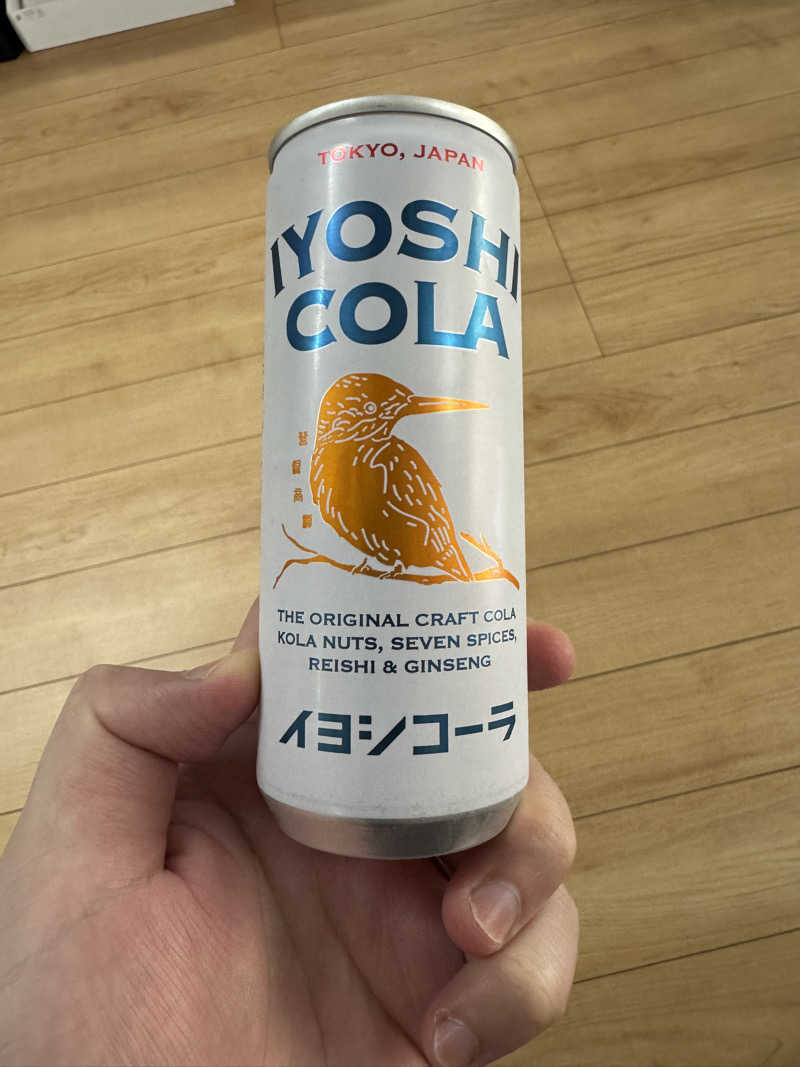 TOKYO, JAPAN
IYOSHI
COLA
THE ORIGINAL CRAFT COLA
KOLA NUTS, SEVEN SPICES,
REISHI & GINSENG
イヨシコーラ